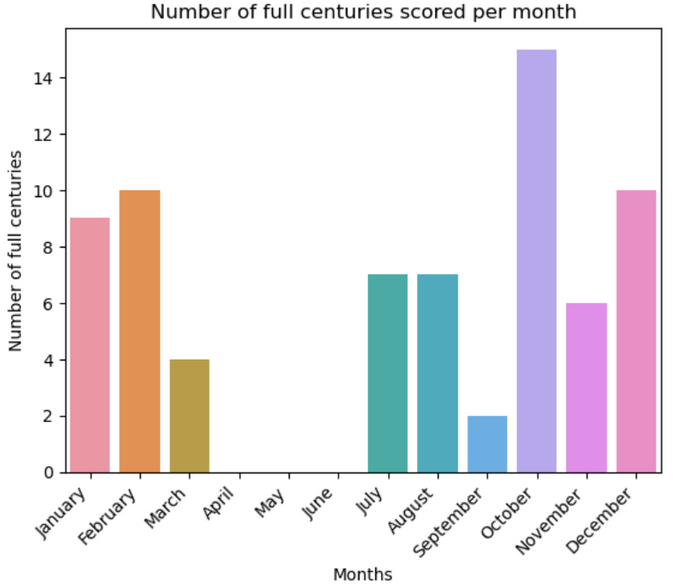 Number of full centuries scored per month
Number of full centuries
14
12
10
8
6
4
2
0
January
February
March
April
May
June
July
August
September
October
November
December
Months